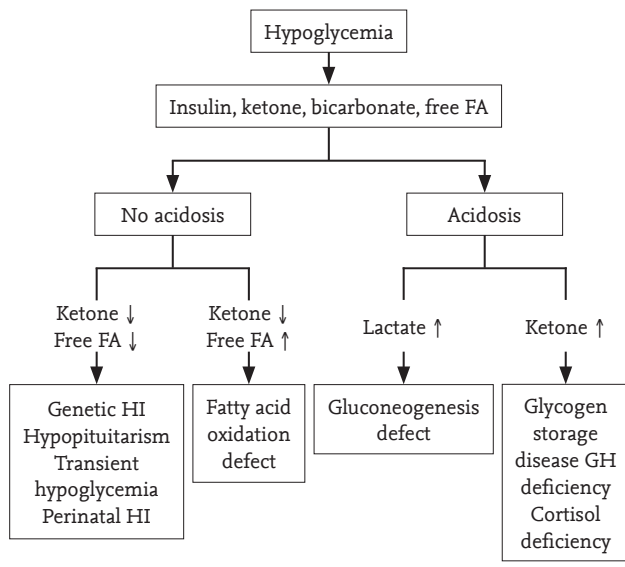 Hypoglycemia
Insulin, ketone, bicarbonate, free FA
No acidosis
Acidosis
Ketone ↓
Free FA ↓
Ketone ↓
Free FA ↑
Lactate ↑
Ketone ↑
Genetic HI
Hypopituitarism
Transient
hypoglycemia
Perinatal HI
Fatty acid
oxidation
defect
Gluconeogenesis
defect
Glycogen
storage
disease GH
deficiency
Cortisol
deficiency